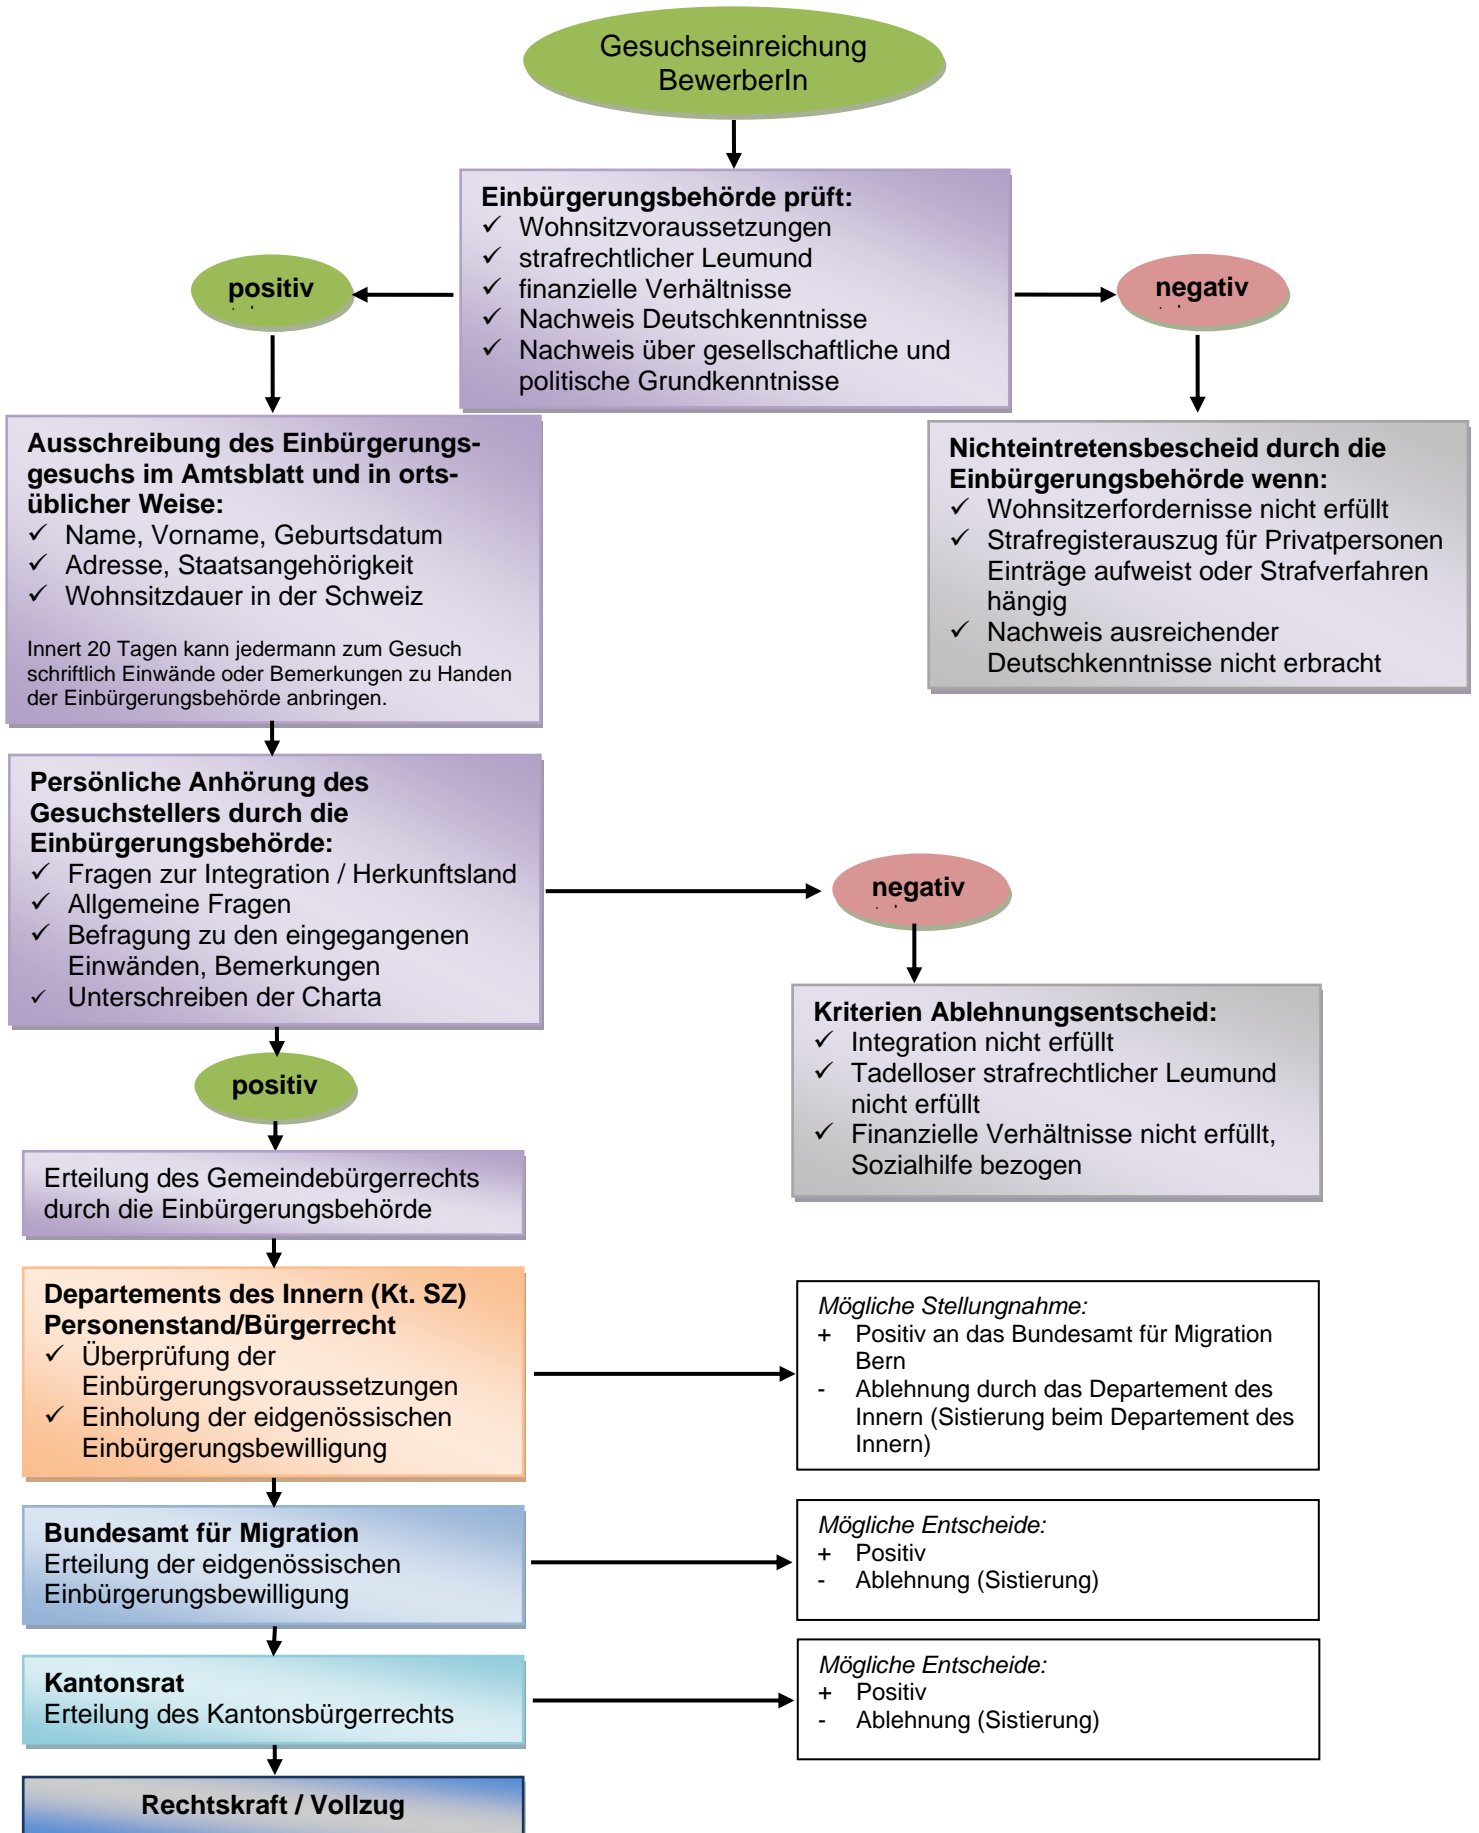 Gesuchseinreichung
BewerberIn
Einbürgerungsbehörde prüft:
✓ Wohnsitzvoraussetzungen
✓ strafrechtlicher Leumund
✓ finanzielle Verhältnisse
✓ Nachweis Deutschkenntnisse
✓ Nachweis über gesellschaftliche und
politische Grundkenntnisse
positiv
negativ
Ausschreibung des Einbürgerungs-
gesuchs im Amtsblatt und in orts-
üblicher Weise:
✓ Name, Vorname, Geburtsdatum
✓ Adresse, Staatsangehörigkeit
✓ Wohnsitzdauer in der Schweiz
Innert 20 Tagen kann jedermann zum Gesuch
schriftlich Einwände oder Bemerkungen zu Handen
der Einbürgerungsbehörde anbringen.
Nichteintretensbescheid durch die
Einbürgerungsbehörde wenn:
✓ Wohnsitzerfordernisse nicht erfüllt
✓ Strafregisterauszug für Privatpersonen
Einträge aufweist oder Strafverfahren
hängig
✓ Nachweis ausreichender
Deutschkenntnisse nicht erbracht
Persönliche Anhörung des
Gesuchstellers durch die
Einbürgerungsbehörde:
✓ Fragen zur Integration / Herkunftsland
✓ Allgemeine Fragen
✓ Befragung zu den eingegangenen
Einwänden, Bemerkungen
✓ Unterschreiben der Charta
negativ
Kriterien Ablehnungsentscheid:
✓ Integration nicht erfüllt
✓ Tadelloser strafrechtlicher Leumund
nicht erfüllt
✓ Finanzielle Verhältnisse nicht erfüllt,
Sozialhilfe bezogen
positiv
Erteilung des Gemeindebürgerrechts
durch die Einbürgerungsbehörde
Departements des Innern (Kt. SZ)
Personenstand/Bürgerrecht
✓ Überprüfung der
Einbürgerungsvoraussetzungen
✓ Einholung der eidgenössischen
Einbürgerungsbewilligung
Mögliche Stellungnahme:
+ Positiv an das Bundesamt für Migration
Bern
- Ablehnung durch das Departement des
Innern (Sistierung beim Departement des
Innern)
Bundesamt für Migration
Erteilung der eidgenössischen
Einbürgerungsbewilligung
Mögliche Entscheide:
+ Positiv
- Ablehnung (Sistierung)
Kantonsrat
Erteilung des Kantonsbürgerrechts
Mögliche Entscheide:
+ Positiv
- Ablehnung (Sistierung)
Rechtskraft / Vollzug